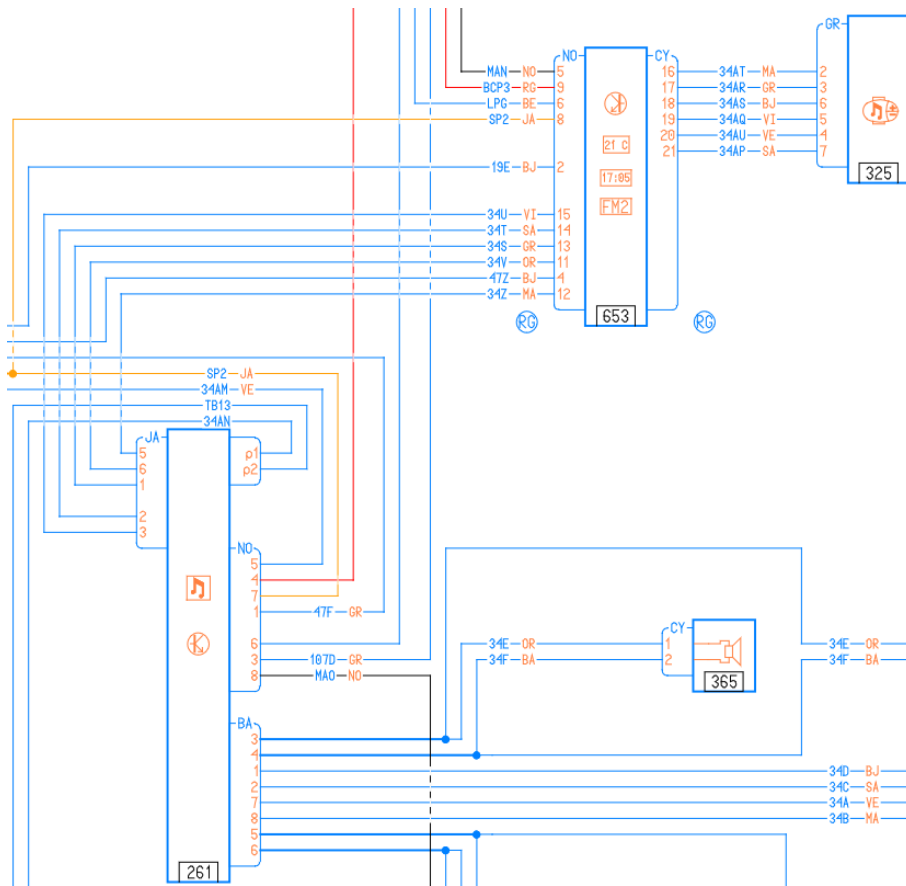 GR
NO
CY
MAN NO 5
BCP3 RG 9
LPG BE 6
SP2 JA 8
19E BJ 2
34U VI 15
34T SA 14
34S GR 13
34V OR 11
47Z BJ 4
34Z MA 12
21 C
17:05
FM2
653
RG
RG
16 34AT MA 2
17 34AR GR 3
18 34AS BJ 6
19 34AQ VI 5
20 34AU VE 4
21 34AP SA 7
325
SP2 JA
34AM VE
TB13
34AN
JA
5
6
1
2
3
p1
p2
NO
5
4
7
1 47F GR
6
3 107D GR
8 MAO NO
BA
3
4
1
2
7
8
5
6
261
34E OR
34F BA
CY
1
2
365
34E OR
34F BA
34D BJ
34C SA
34A VE
34B MA